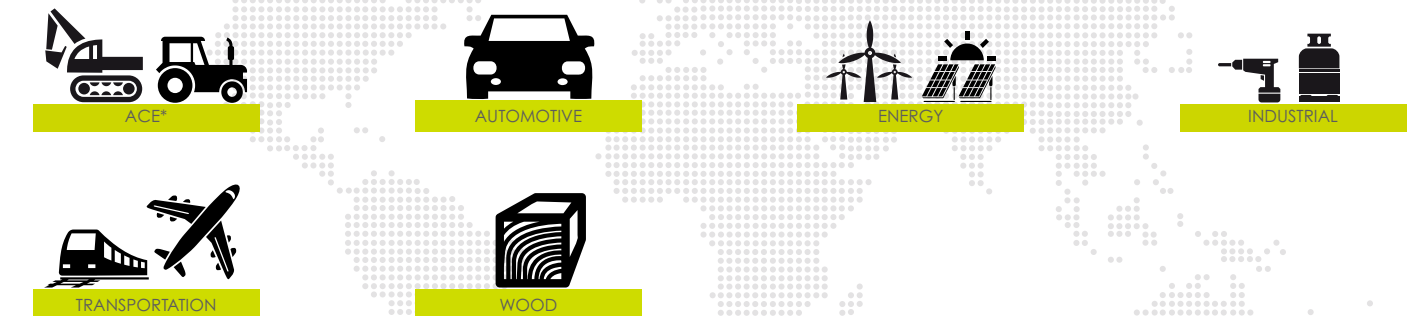 ACE*
AUTOMOTIVE
ENERGY
INDUSTRIAL
TRANSPORTATION
WOOD